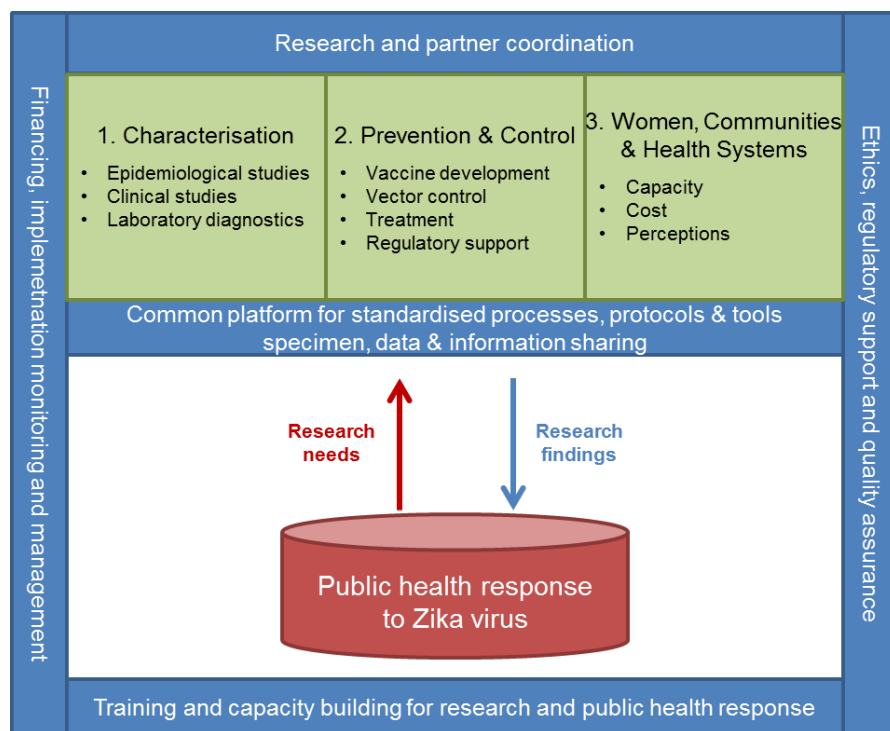 Research and partner coordination
Financing, implemetnation monitoring and management
1. Characterisation
• Epidemiological studies
• Clinical studies
• Laboratory diagnostics
2. Prevention & Control
• Vaccine development
• Vector control
• Treatment
• Regulatory support
3. Women, Communities
& Health Systems
• Capacity
• Cost
• Perceptions
Ethics, regulatory support and quality assurance
Common platform for standardised processes, protocols & tools
specimen, data & information sharing
Research
needs
Research
findings
Public health response
to Zika virus
Training and capacity building for research and public health response